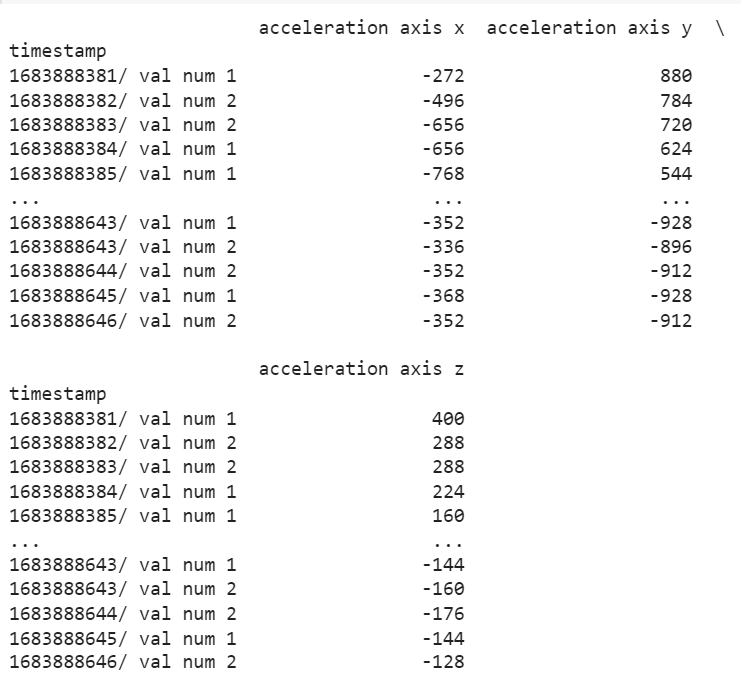 acceleration axis x  acceleration axis y  \
timestamp
1683888381/ val num 1  -272  880
1683888382/ val num 2  -496  784
1683888383/ val num 2  -656  720
1683888384/ val num 1  -656  624
1683888385/ val num 1  -768  544
...  ...  ...
1683888643/ val num 1  -352  -928
1683888643/ val num 2  -336  -896
1683888644/ val num 2  -352  -912
1683888645/ val num 1  -368  -928
1683888646/ val num 2  -352  -912
acceleration axis z
timestamp
1683888381/ val num 1  400
1683888382/ val num 2  288
1683888383/ val num 2  288
1683888384/ val num 1  224
1683888385/ val num 1  160
...  ...
1683888643/ val num 1  -144
1683888643/ val num 2  -160
1683888644/ val num 2  -176
1683888645/ val num 1  -144
1683888646/ val num 2  -128